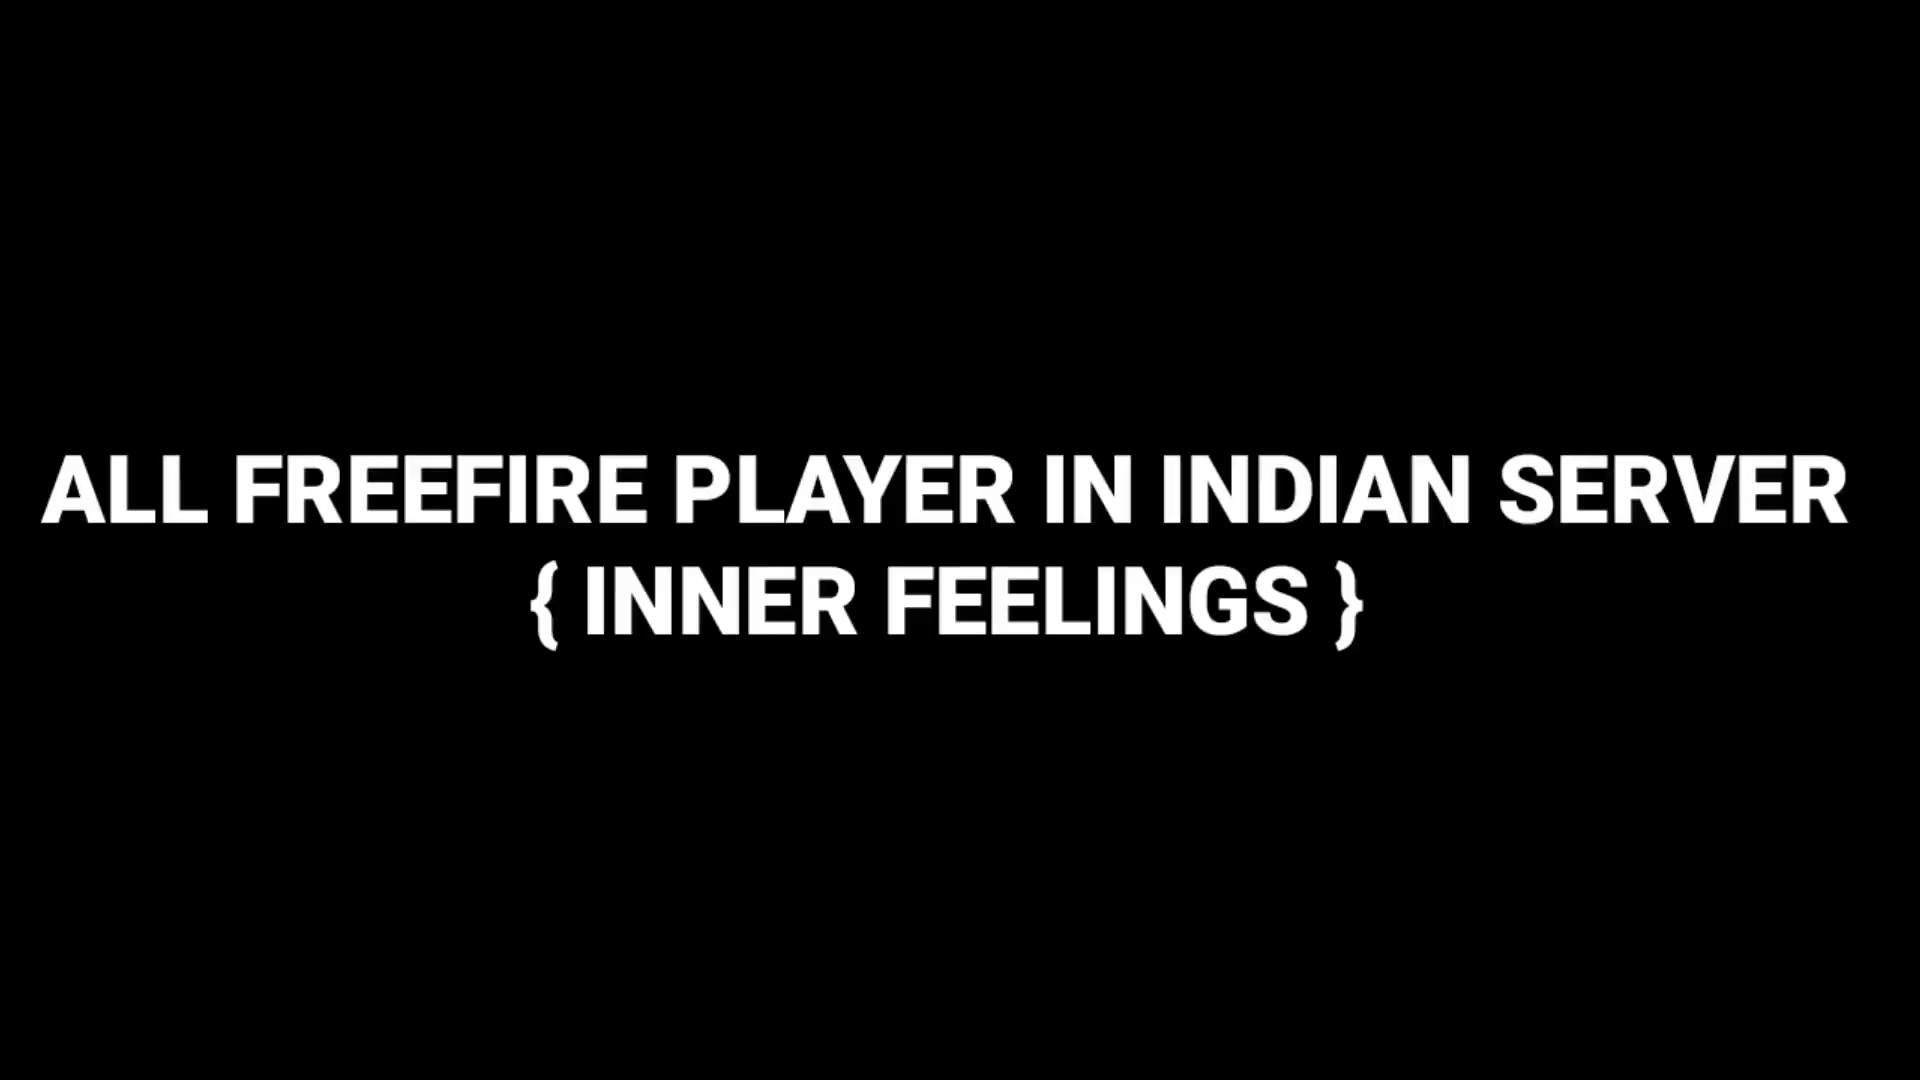 ALL FREEFIRE PLAYER IN INDIAN SERVER
{ INNER FEELINGS }